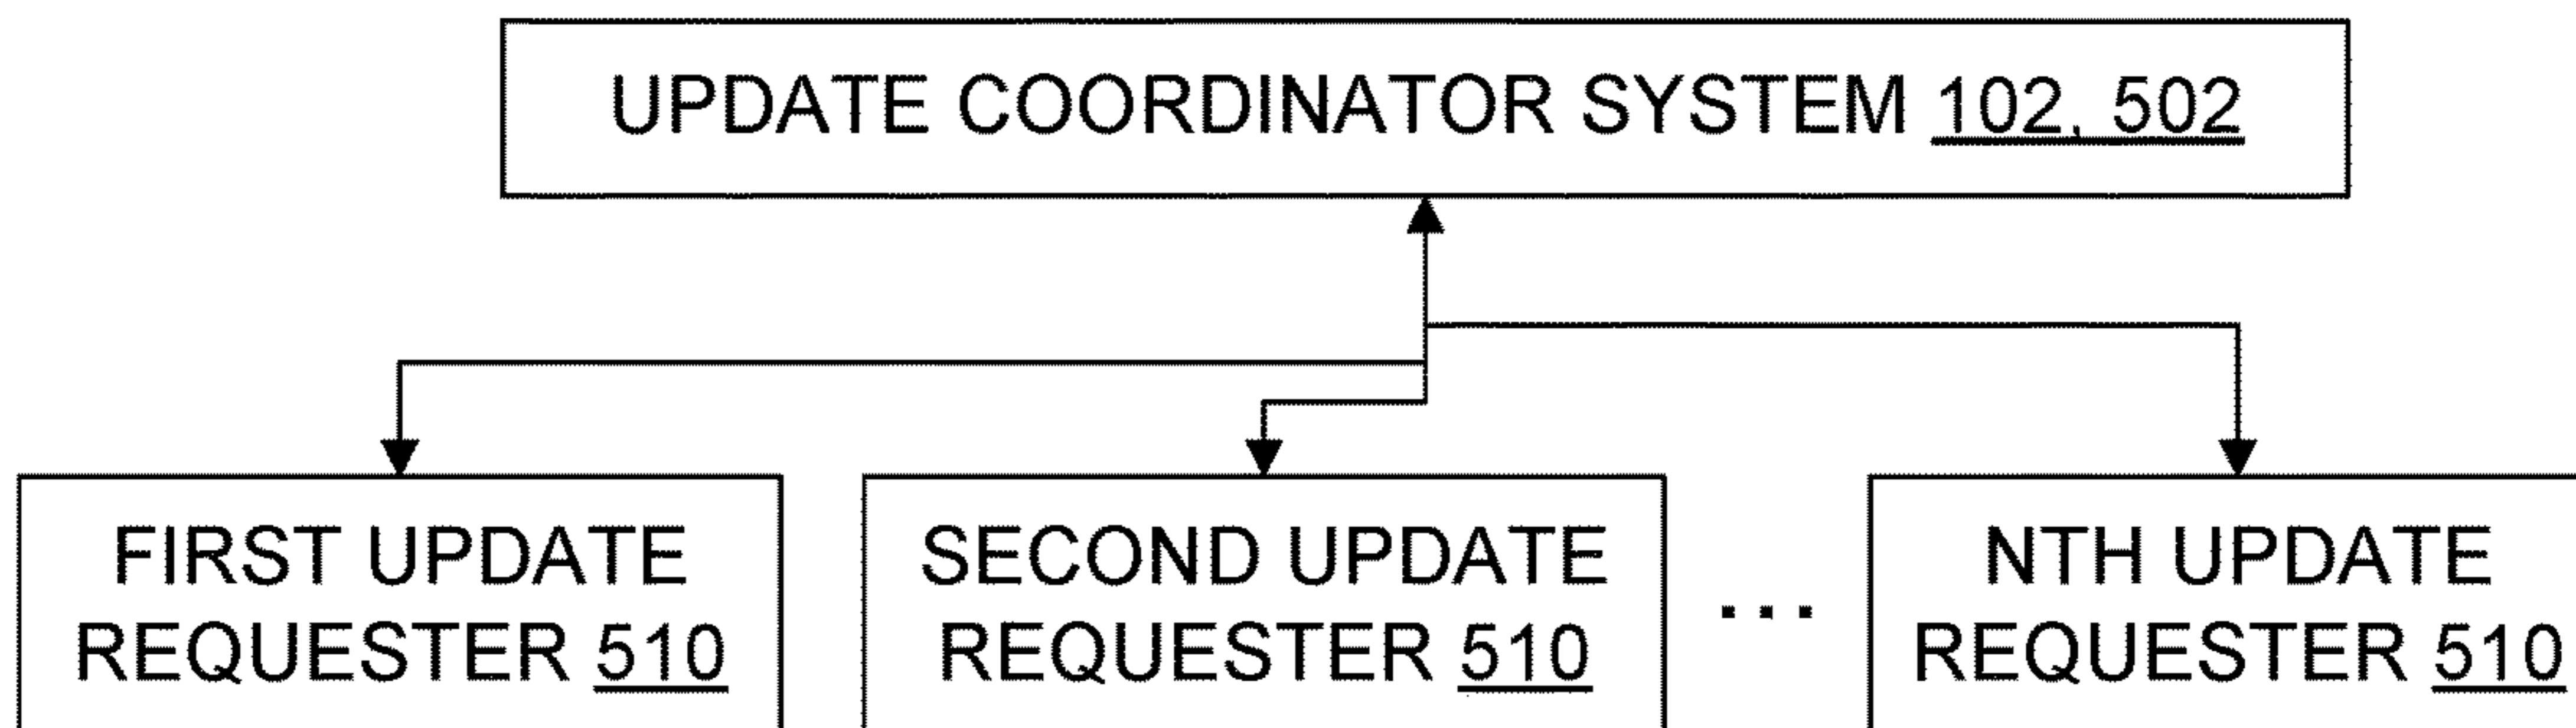 UPDATE COORDINATOR SYSTEM 102, 502
FIRST UPDATE
REQUESTER 510
SECOND UPDATE
REQUESTER 510
...
NTH UPDATE
REQUESTER 510